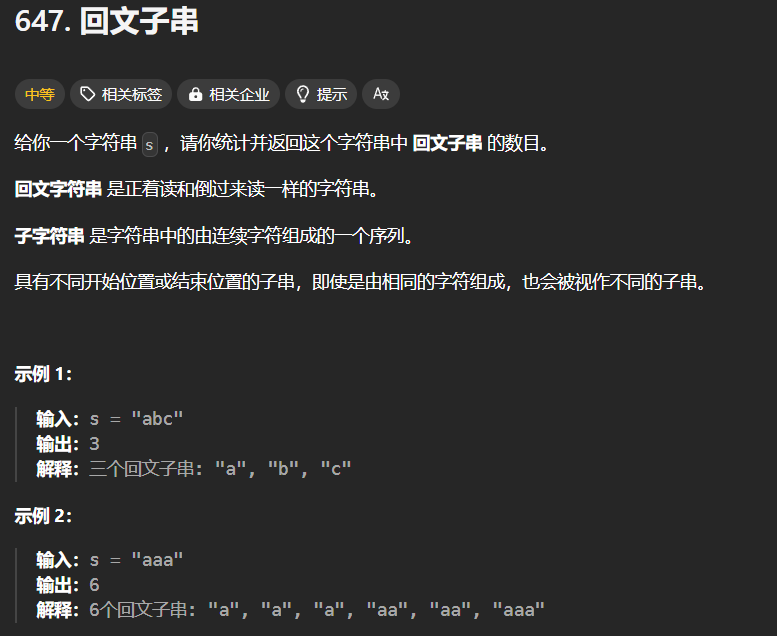 647. 回文子串
中等 相关标签 相关企业 提示
给你一个字符串 s ，请你统计并返回这个字符串中 回文子串 的数目。
回文字符串 是正着读和倒过来读一样的字符串。
子字符串 是字符串中的由连续字符组成的一个序列。
具有不同开始位置或结束位置的子串，即使是由相同的字符组成，也会被视作不同的子串。
示例 1：
输入：s = "abc"
输出：3
解释：三个回文子串: "a", "b", "c"
示例 2：
输入：s = "aaa"
输出：6
解释：6个回文子串: "a", "a", "a", "aa", "aa", "aaa"